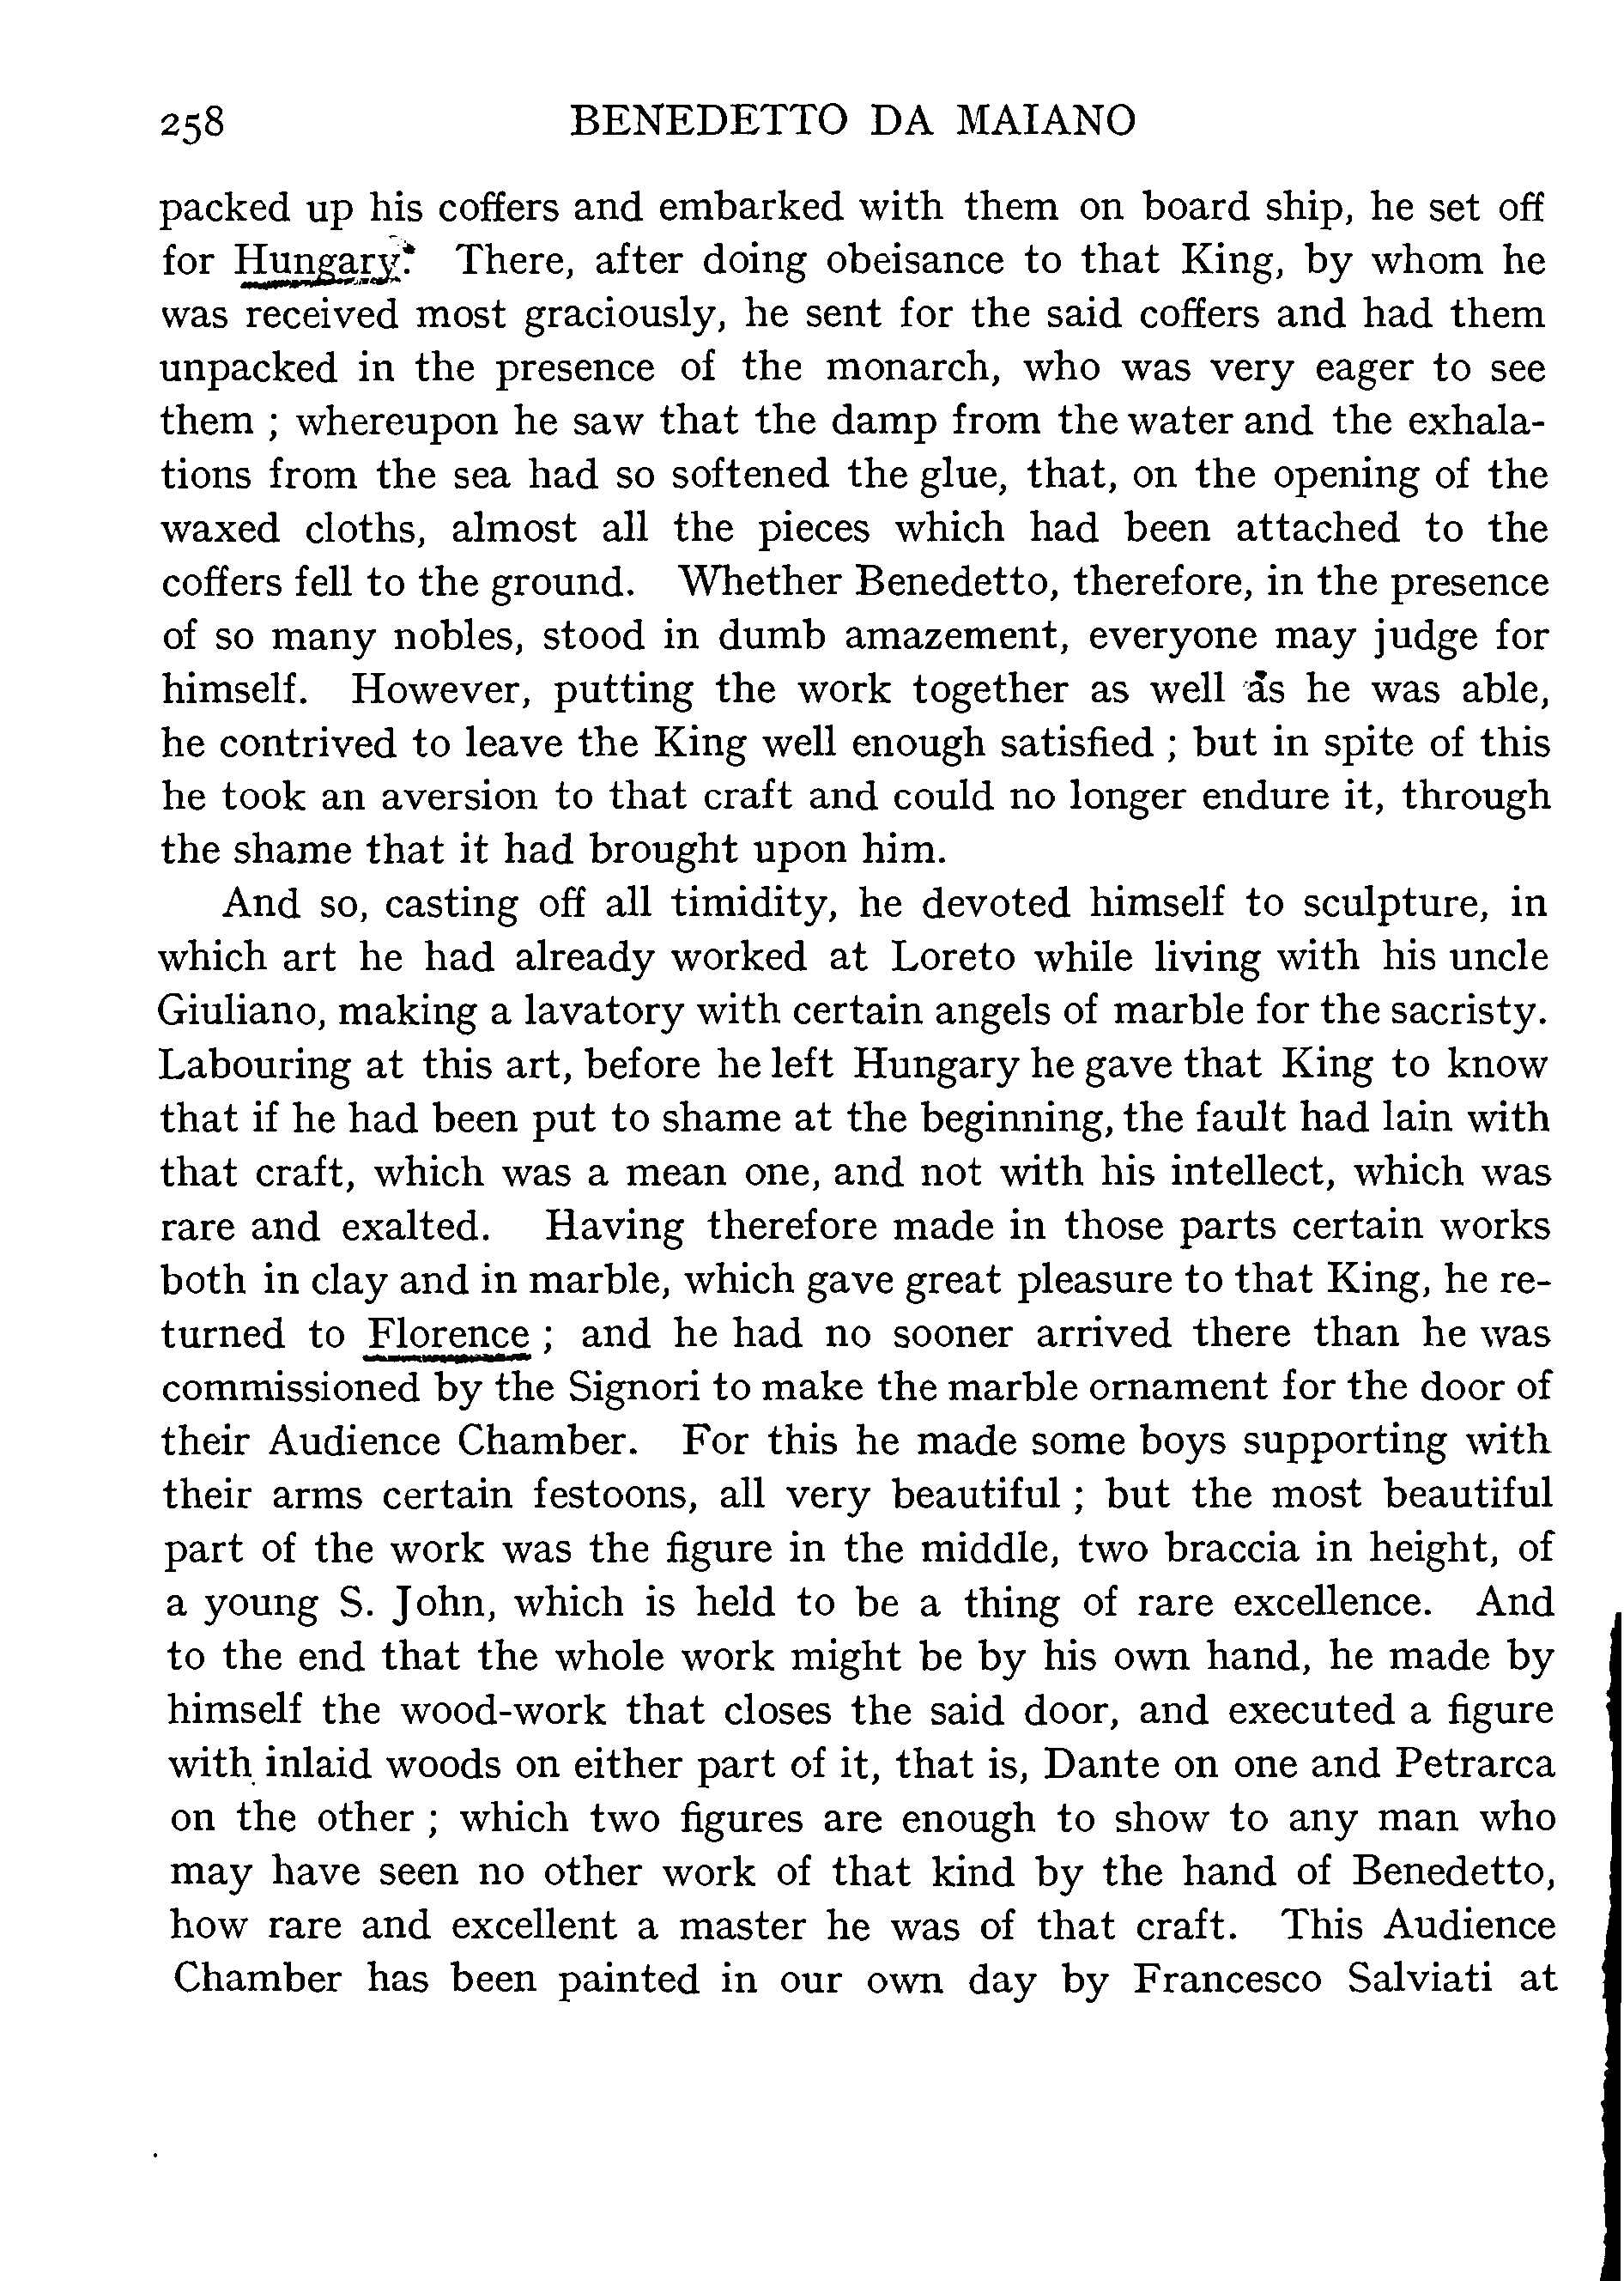 258 BENEDETTO DA MAIANO
packed up his coffers and embarked with them on board ship, he set off
for Hungary. There, after doing obeisance to that King, by whom he
was received most graciously, he sent for the said coffers and had them
unpacked in the presence of the monarch, who was very eager to see
them ; whereupon he saw that the damp from the water and the exhala-
tions from the sea had so softened the glue, that, on the opening of the
waxed cloths, almost all the pieces which had been attached to the
coffers fell to the ground. Whether Benedetto, therefore, in the presence
of so many nobles, stood in dumb amazement, everyone may judge for
himself. However, putting the work together as well as he was able,
he contrived to leave the King well enough satisfied ; but in spite of this
he took an aversion to that craft and could no longer endure it, through
the shame that it had brought upon him.
And so, casting off all timidity, he devoted himself to sculpture, in
which art he had already worked at Loreto while living with his uncle
Giuliano, making a lavatory with certain angels of marble for the sacristy.
Labouring at this art, before he left Hungary he gave that King to know
that if he had been put to shame at the beginning, the fault had lain with
that craft, which was a mean one, and not with his intellect, which was
rare and exalted. Having therefore made in those parts certain works
both in clay and in marble, which gave great pleasure to that King, he re-
turned to Florence ; and he had no sooner arrived there than he was
commissioned by the Signori to make the marble ornament for the door of
their Audience Chamber. For this he made some boys supporting with
their arms certain festoons, all very beautiful ; but the most beautiful
part of the work was the figure in the middle, two braccia in height, of
a young S. John, which is held to be a thing of rare excellence. And
to the end that the whole work might be by his own hand, he made by
himself the wood-work that closes the said door, and executed a figure
with inlaid woods on either part of it, that is, Dante on one and Petrarca
on the other ; which two figures are enough to show to any man who
may have seen no other work of that kind by the hand of Benedetto,
how rare and excellent a master he was of that craft. This Audience
Chamber has been painted in our own day by Francesco Salviati at